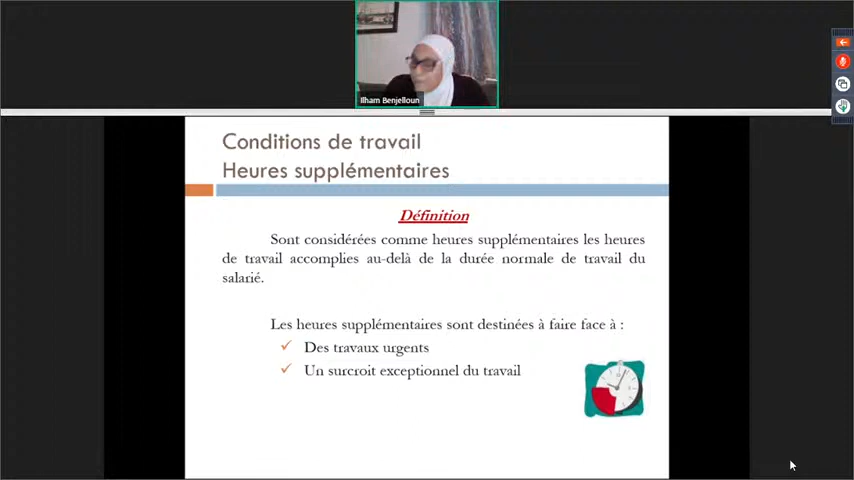 Ilham Benjelloun
Conditions de travail
Heures supplémentaires
Définition
Sont considérées comme heures supplémentaires les heures
de travail accomplies au-delà de la durée normale de travail du
salarié.
Les heures supplémentaires sont destinées à faire face à :
Des travaux urgents
Un surcroit exceptionnel du travail